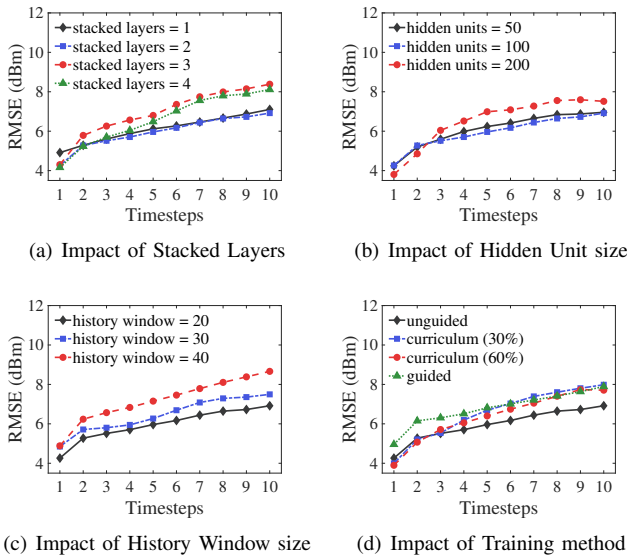 12
10
8
6
4
RMSE (dBm)
stacked layers = 1
stacked layers = 2
stacked layers = 3
stacked layers = 4
1 2 3 4 5 6 7 8 9 10
Timesteps
(a) Impact of Stacked Layers
12
10
8
6
4
RMSE (dBm)
hidden units = 50
hidden units = 100
hidden units = 200
1 2 3 4 5 6 7 8 9 10
Timesteps
(b) Impact of Hidden Unit size
12
10
8
6
4
RMSE (dBm)
history window = 20
history window = 30
history window = 40
1 2 3 4 5 6 7 8 9 10
Timesteps
(c) Impact of History Window size
12
10
8
6
4
RMSE (dBm)
unguided
curriculum (30%)
curriculum (60%)
guided
1 2 3 4 5 6 7 8 9 10
Timesteps
(d) Impact of Training method